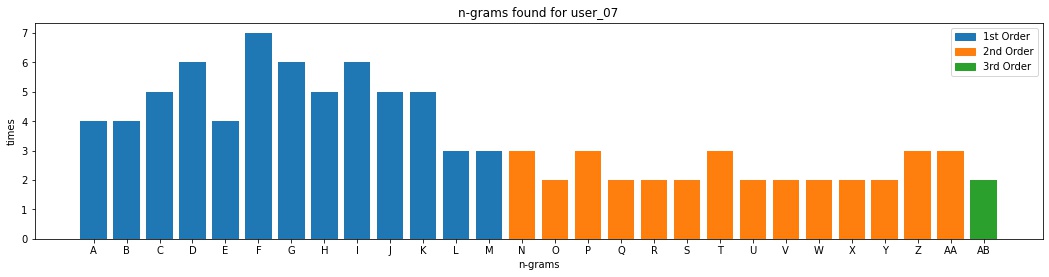 n-grams found for user_07
times
7
6
5
4
3
2
1
0
1st Order
2nd Order
3rd Order
A B C D E F G H I J K L M N O P Q R S T U V W X Y Z AA AB
n-grams